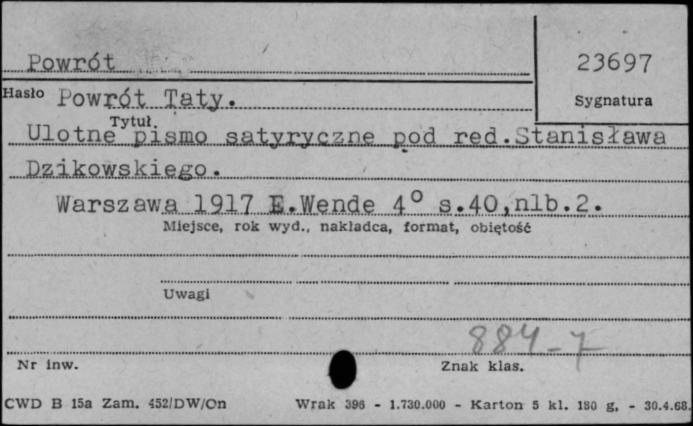 Powrót
23697
Hasło
Powrót Taty.
Sygnatura
Tytuł
Ulotne pismo satyryczne pod red.Stanisława
Dzikowskiego.
Warszawa 1917 E.Wende 4° s.40,nlb.2.
Miejsce, rok wyd., nakładca, format, obiętość
Uwagi
884-7
Nr inw.
Znak klas.
CWD B 15a Zam. 452/DW/On
Wrak 396 - 1.730.000 - Karton 5 kl. 180 g. - 30.4.68.